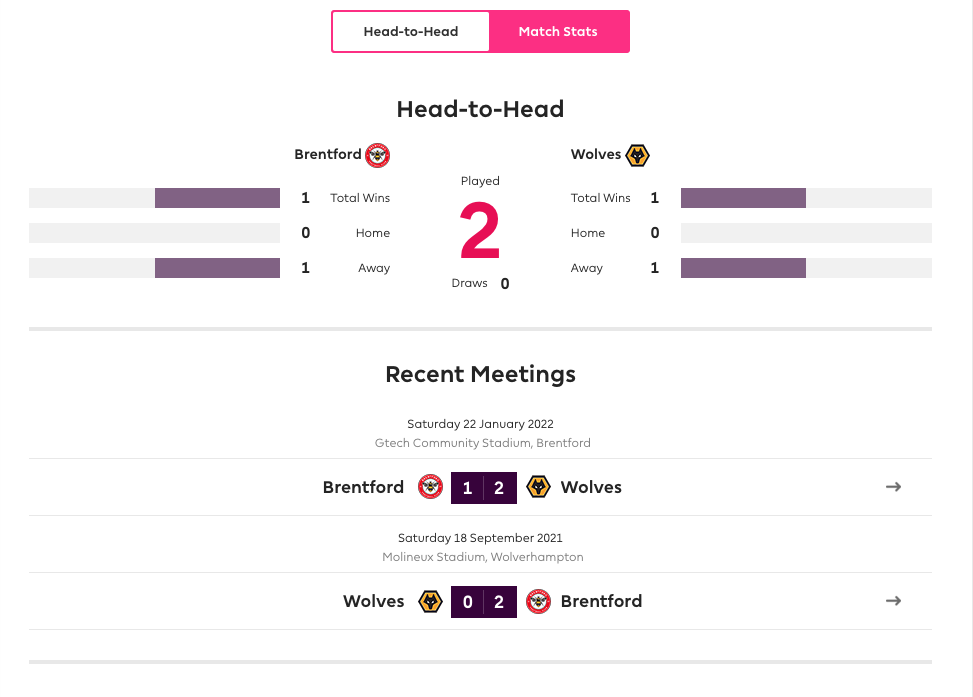 Head-to-Head Match Stats
Head-to-Head
Brentford Wolves
Played
1 Total Wins Total Wins 1
2
0 Home Home 0
1 Away Away 1
Draws 0
Recent Meetings
Saturday 22 January 2022
Gtech Community Stadium, Brentford
Brentford 1 2 Wolves
Saturday 18 September 2021
Molineux Stadium, Wolverhampton
Wolves 0 2 Brentford